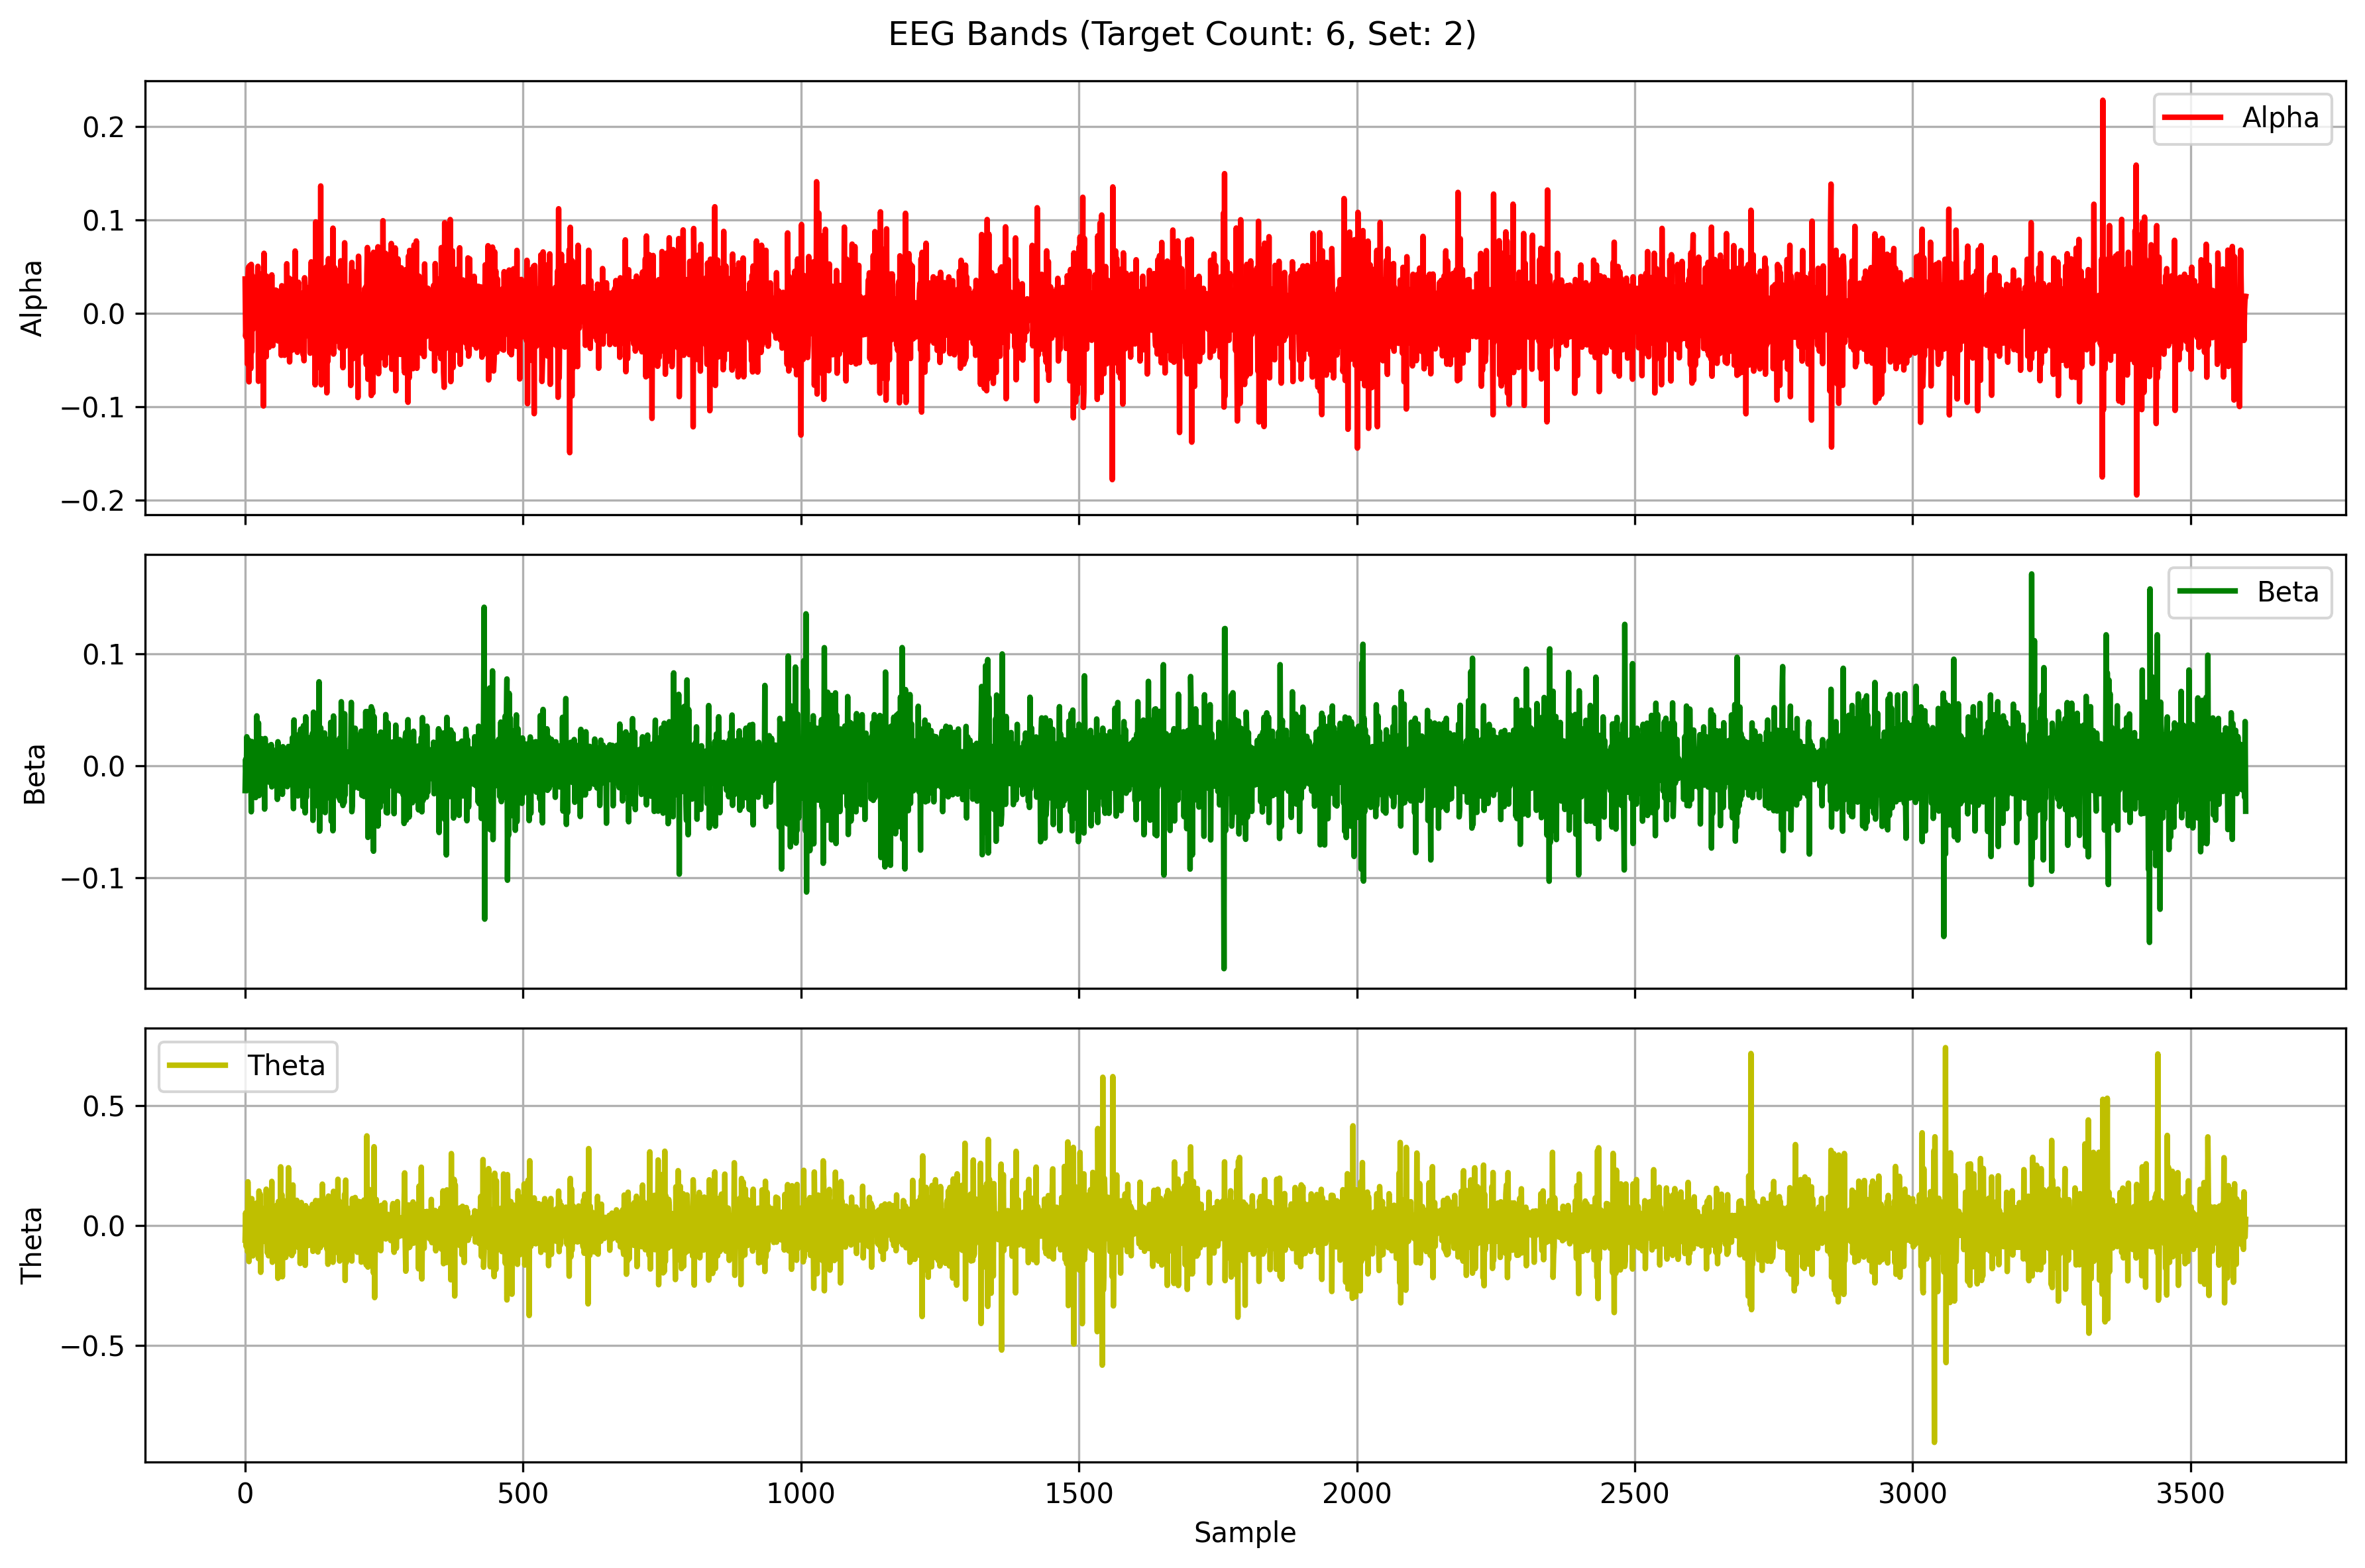 EEG Bands (Target Count: 6, Set: 2)
0.2
0.1
0.0
−0.1
−0.2
Alpha
Alpha
0.1
0.0
−0.1
Beta
Beta
0.5
0.0
−0.5
Theta
Theta
0 500 1000 1500 2000 2500 3000 3500
Sample